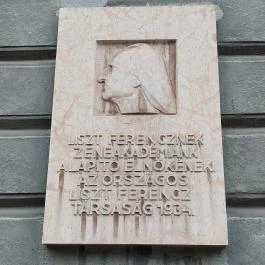 LISZT FERENCZNEK
ZENEAKADÉMIÁNK
ALAPÍTÓ ELNÖKÉNEK
AZ ORSZÁGOS
LISZT FERENCZ
TÁRSASÁG 1934.